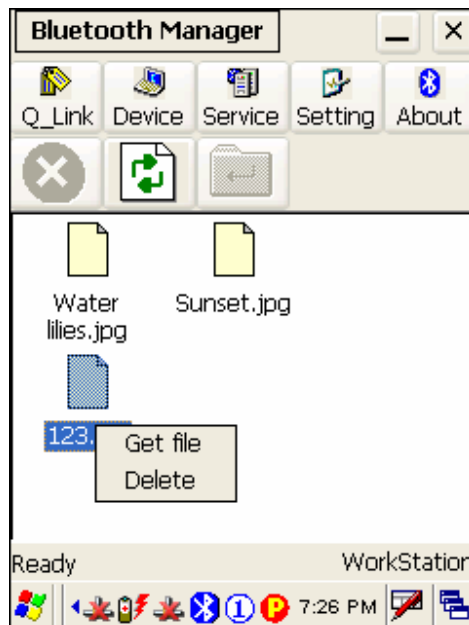 Bluetooth Manager
Q_Link Device Service Setting About
Water lilies.jpg
Sunset.jpg
123.
Get file
Delete
Ready WorkStation
1 P 7:26 PM